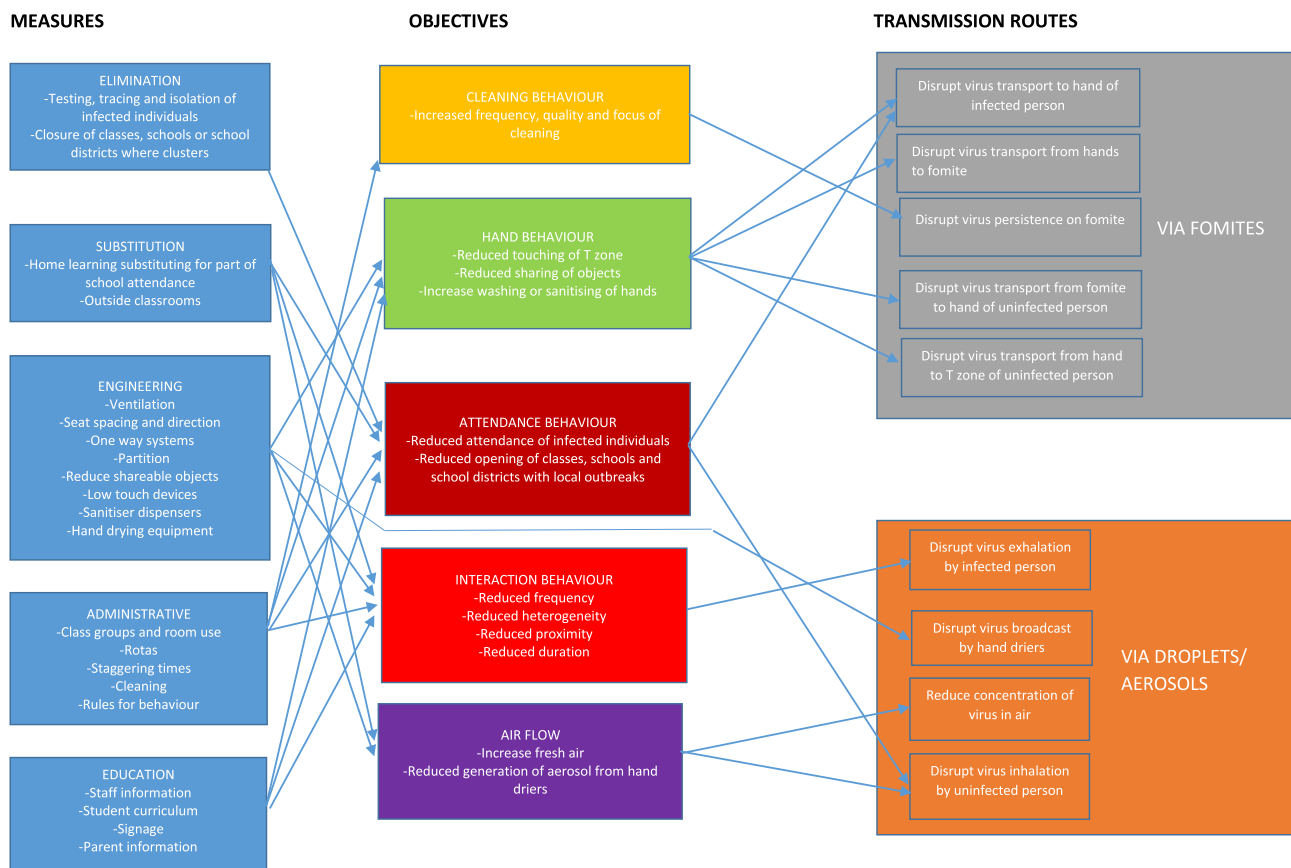 MEASURES
OBJECTIVES
TRANSMISSION ROUTES
ELIMINATION
-Testing, tracing and isolation of
infected individuals
-Closure of classes, schools or school
districts where clusters
SUBSTITUTION
-Home learning substituting for part of
school attendance
-Outside classrooms
ENGINEERING
-Ventilation
-Seat spacing and direction
-One way systems
-Partition
-Reduce shareable objects
-Low touch devices
-Sanitiser dispensers
-Hand drying equipment
ADMINISTRATIVE
-Class groups and room use
-Rotas
-Staggering times
-Cleaning
-Rules for behaviour
EDUCATION
-Staff information
-Student curriculum
-Signage
-Parent information
CLEANING BEHAVIOUR
-Increased frequency, quality and focus of
cleaning
HAND BEHAVIOUR
-Reduced touching of T zone
-Reduced sharing of objects
-Increase washing or sanitising of hands
ATTENDANCE BEHAVIOUR
-Reduced attendance of infected individuals
-Reduced opening of classes, schools and
school districts with local outbreaks
INTERACTION BEHAVIOUR
-Reduced frequency
-Reduced heterogeneity
-Reduced proximity
-Reduced duration
AIR FLOW
-Increase fresh air
-Reduced generation of aerosol from hand
driers
Disrupt virus transport to hand of
infected person
Disrupt virus transport from hands
to fomite
Disrupt virus persistence on fomite
Disrupt virus transport from fomite
to hand of uninfected person
Disrupt virus transport from hand
to T zone of uninfected person
VIA FOMITES
Disrupt virus exhalation
by infected person
Disrupt virus broadcast
by hand driers
Reduce concentration of
virus in air
Disrupt virus inhalation
by uninfected person
VIA DROPLETS/
AEROSOLS